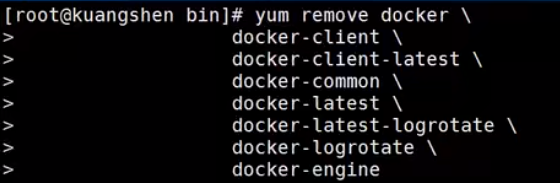 [root@kuangshen bin]# yum remove docker \
>                  docker-client \
>                  docker-client-latest \
>                  docker-common \
>                  docker-latest \
>                  docker-latest-logrotate \
>                  docker-logrotate \
>                  docker-engine